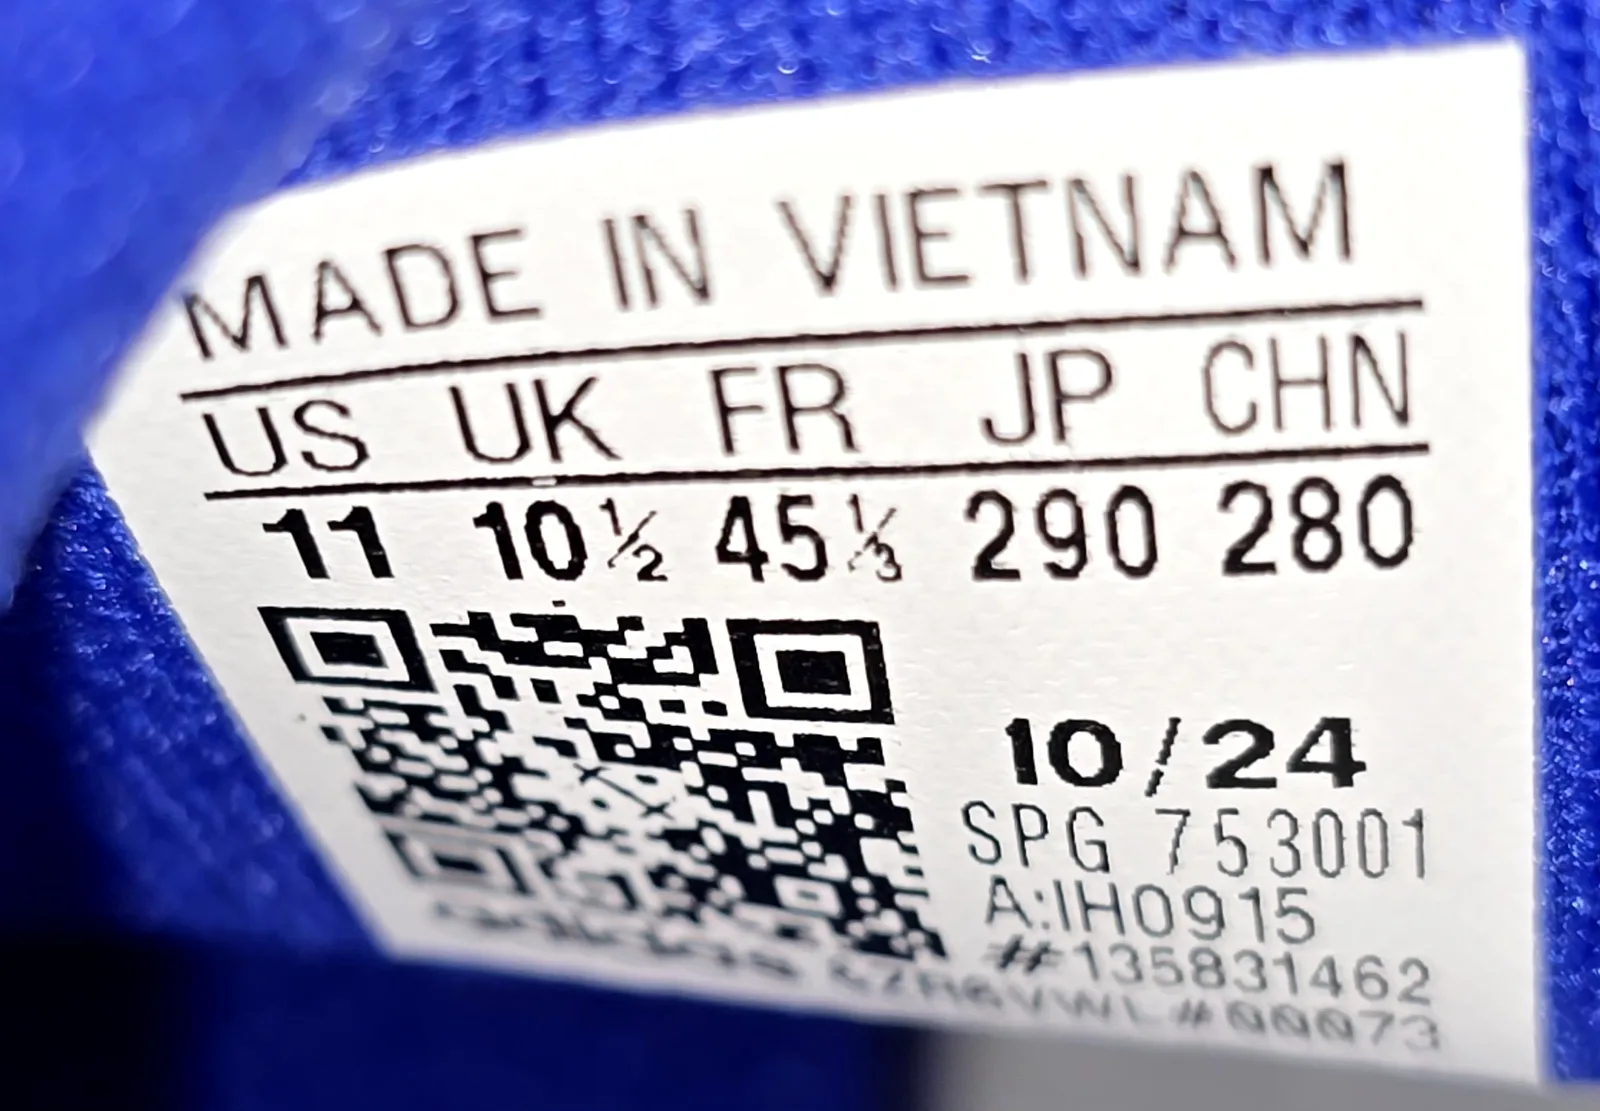 MADE IN VIETNAM
US UK FR JP CHN
11 10½ 45⅓ 290 280
10/24
SPG 753001
A:IH0915
#135831462
adidas